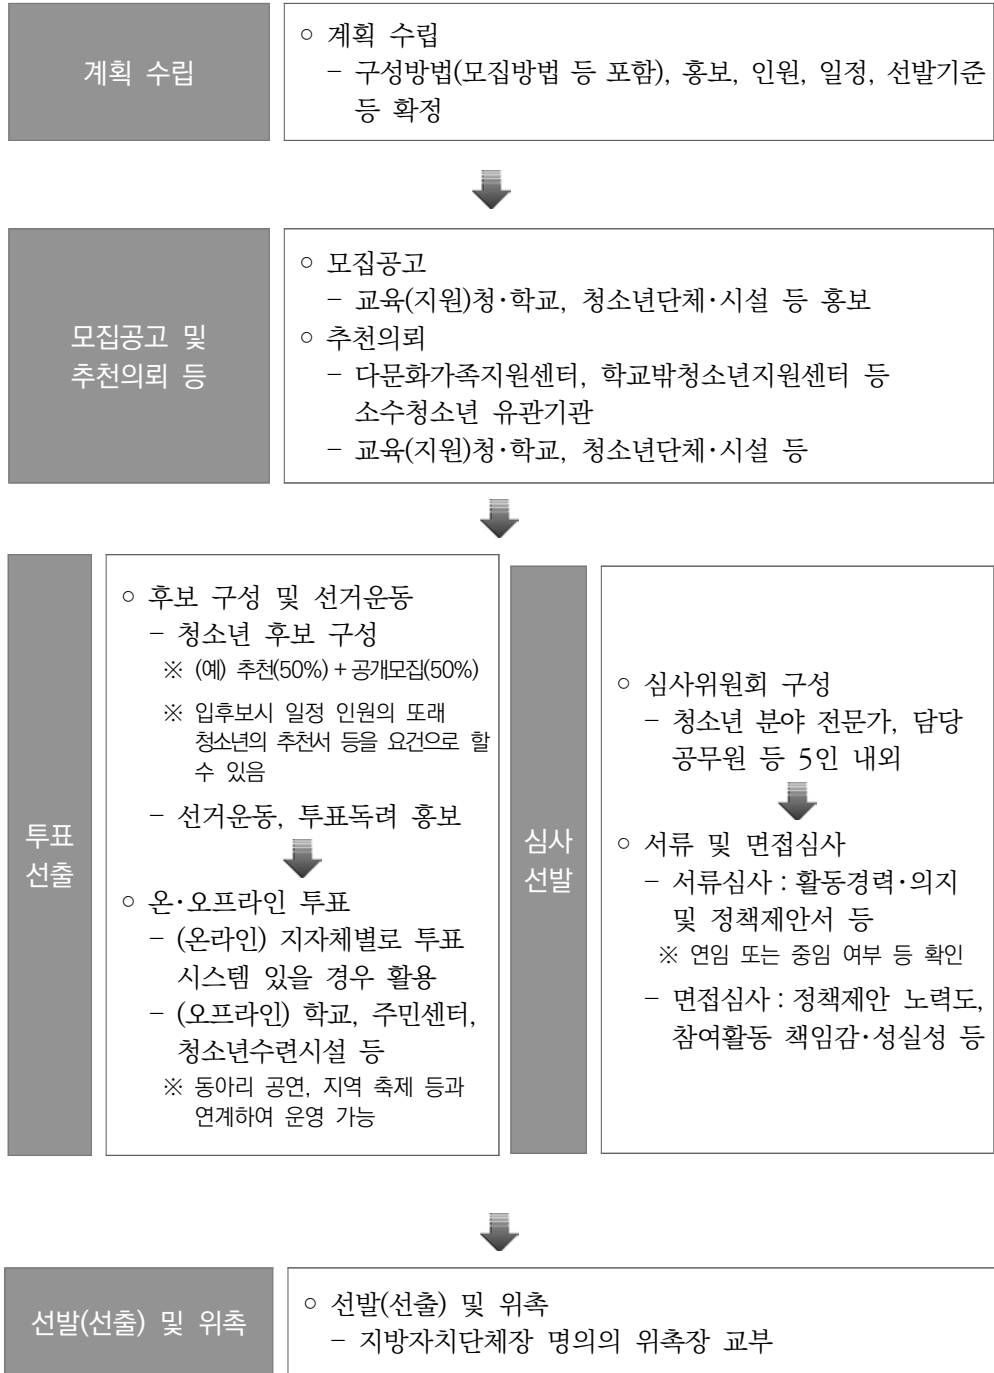 계획 수립
○ 계획 수립
- 구성방법(모집방법 등 포함), 홍보, 인원, 일정, 선발기준
등 확정
모집공고 및
추천의뢰 등
○ 모집공고
- 교육(지원)청·학교, 청소년단체·시설 등 홍보
○ 추천의뢰
- 다문화가족지원센터, 학교밖청소년지원센터 등
소수청소년 유관기관
- 교육(지원)청·학교, 청소년단체·시설 등
투표
선출
○ 후보 구성 및 선거운동
- 청소년 후보 구성
※ (예) 추천(50%) + 공개모집(50%)
※ 입후보시 일정 인원의 또래
청소년의 추천서 등을 요건으로 할
수 있음
- 선거운동, 투표독려 홍보
○ 온·오프라인 투표
- (온라인) 지자체별로 투표
시스템 있을 경우 활용
- (오프라인) 학교, 주민센터,
청소년수련시설 등
※ 동아리 공연, 지역 축제 등과
연계하여 운영 가능
심사
선발
○ 심사위원회 구성
- 청소년 분야 전문가, 담당
공무원 등 5인 내외
○ 서류 및 면접심사
- 서류심사 : 활동경력·의지
및 정책제안서 등
※ 연임 또는 중임 여부 등 확인
- 면접심사 : 정책제안 노력도,
참여활동 책임감·성실성 등
선발(선출) 및 위촉
○ 선발(선출) 및 위촉
- 지방자치단체장 명의의 위촉장 교부